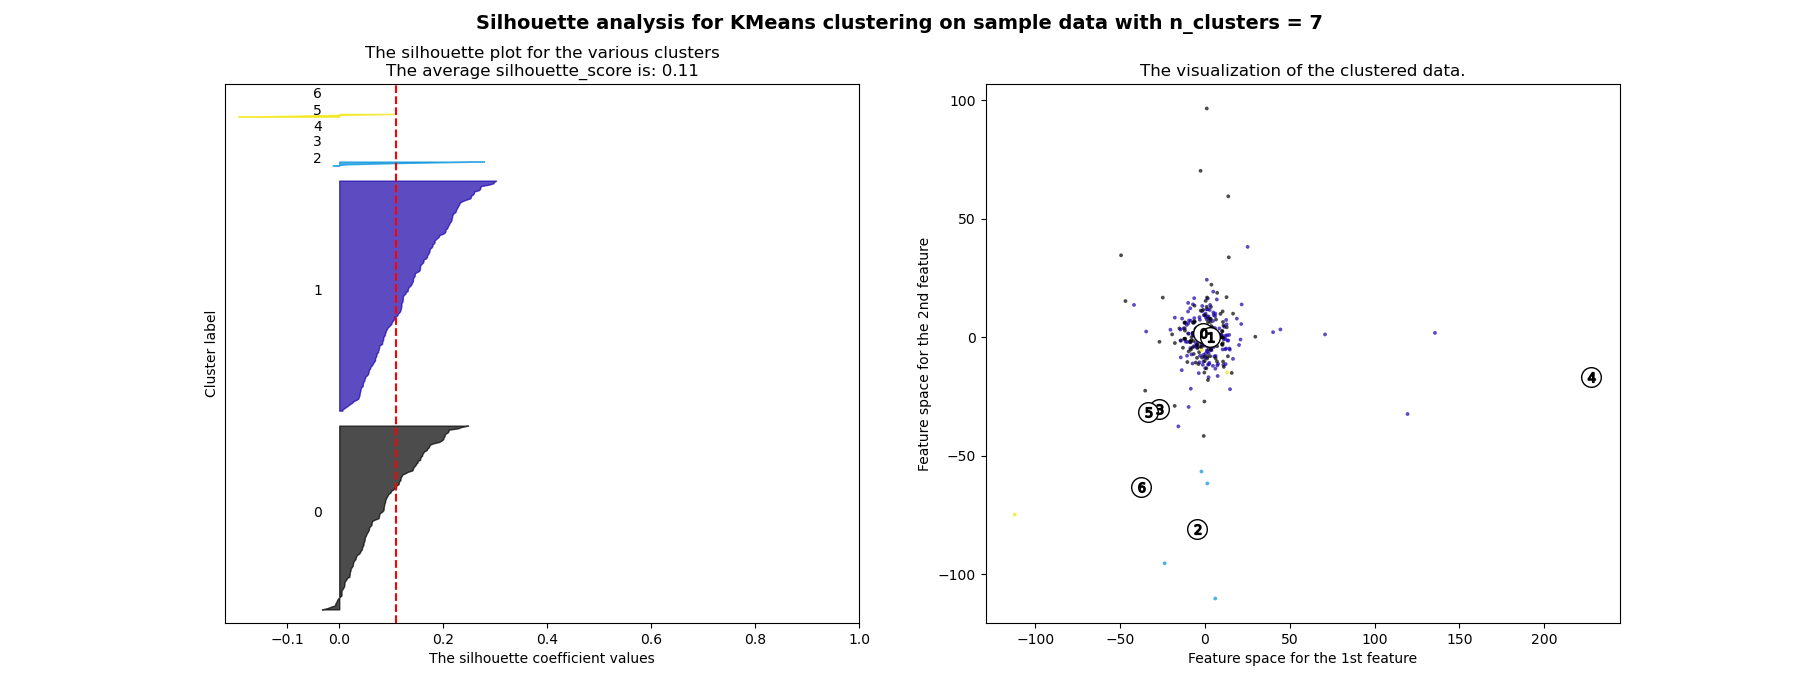 Silhouette analysis for KMeans clustering on sample data with n_clusters = 7
The silhouette plot for the various clusters
The average silhouette_score is: 0.11
6
5
4
3
2
1
0
Cluster label
−0.1 0.0 0.2 0.4 0.6 0.8 1.0
The silhouette coefficient values
The visualization of the clustered data.
100
50
0
−50
−100
Feature space for the 2nd feature
0
1
4
5
3
6
2
−100 −50 0 50 100 150 200
Feature space for the 1st feature